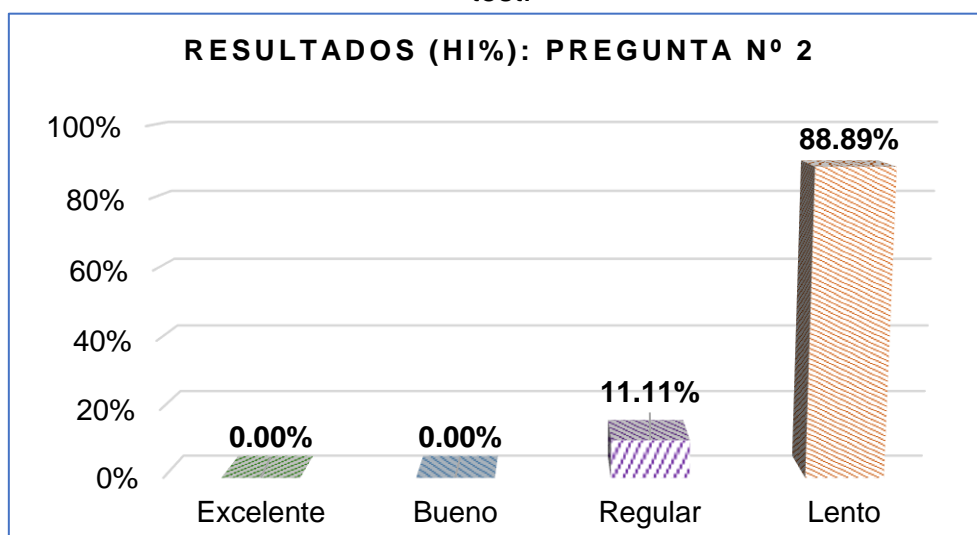 RESULTADOS (HI%): PREGUNTA Nº 2
100%
80%
60%
40%
20%
0%
0.00%
0.00%
11.11%
88.89%
Excelente
Bueno
Regular
Lento